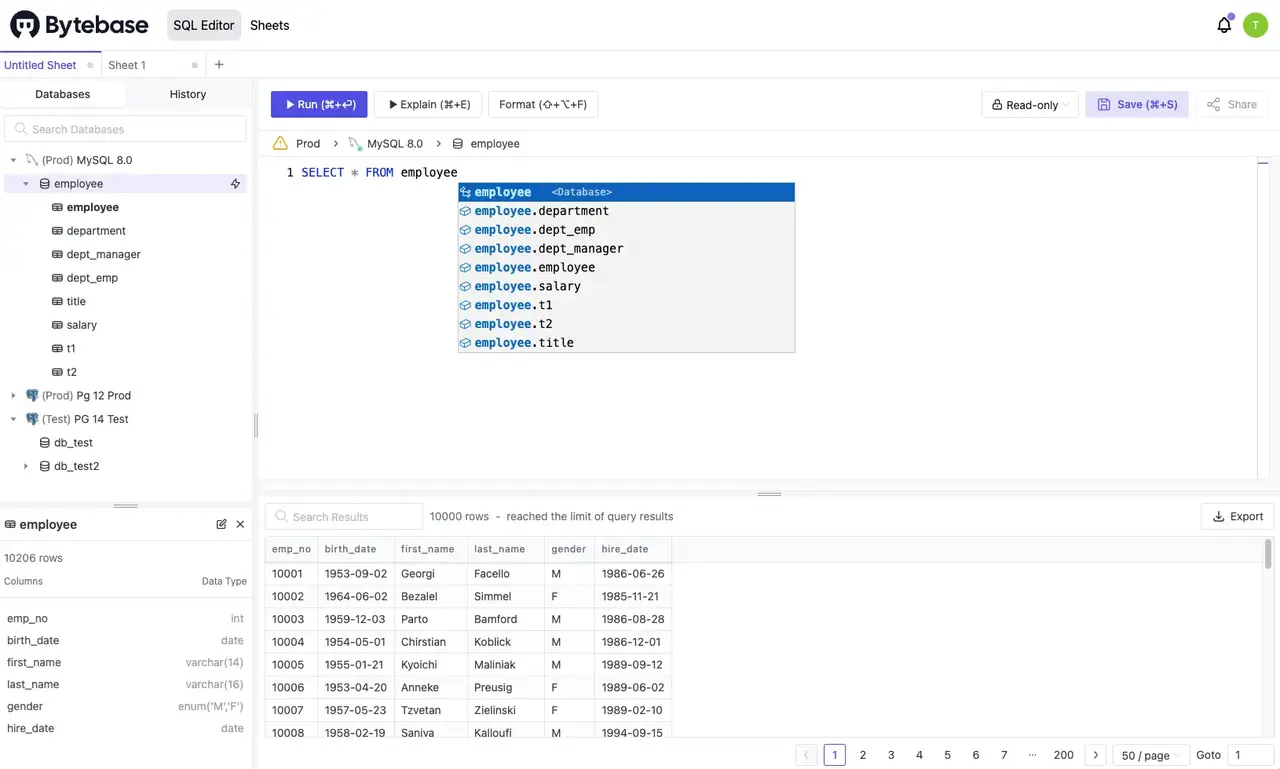 Bytebase SQL Editor Sheets T
Untitled Sheet Sheet 1 +
Databases History
Search Databases
(Prod) MySQL 8.0
employee
employee
department
dept_manager
dept_emp
title
salary
t1
t2
(Prod) Pg 12 Prod
(Test) PG 14 Test
db_test
db_test2
employee
10206 rows
Columns Data Type
emp_no int
birth_date date
first_name varchar(14)
last_name varchar(16)
gender enum('M','F')
hire_date date
Run (⌘+⏎) Explain (⌘+E) Format (⇧+⌥+F) Read-only Save (⌘+S) Share
Prod > MySQL 8.0 > employee
1 SELECT * FROM employee
employee <Database>
employee.department
employee.dept_emp
employee.dept_manager
employee.employee
employee.salary
employee.t1
employee.t2
employee.title
Search Results 10000 rows - reached the limit of query results Export
emp_no birth_date first_name last_name gender hire_date
10001 1953-09-02 Georgi Facello M 1986-06-26
10002 1964-06-02 Bezalel Simmel F 1985-11-21
10003 1959-12-03 Parto Bamford M 1986-08-28
10004 1954-05-01 Chirstian Koblick M 1986-12-01
10005 1955-01-21 Kyoichi Maliniak M 1989-09-12
10006 1953-04-20 Anneke Preusig F 1989-06-02
10007 1957-05-23 Tzvetan Zielinski F 1989-02-10
10008 1958-02-19 Saniya Kalloufi M 1994-09-15
< 1 2 3 4 5 6 7 ··· 200 > 50 / page Goto 1